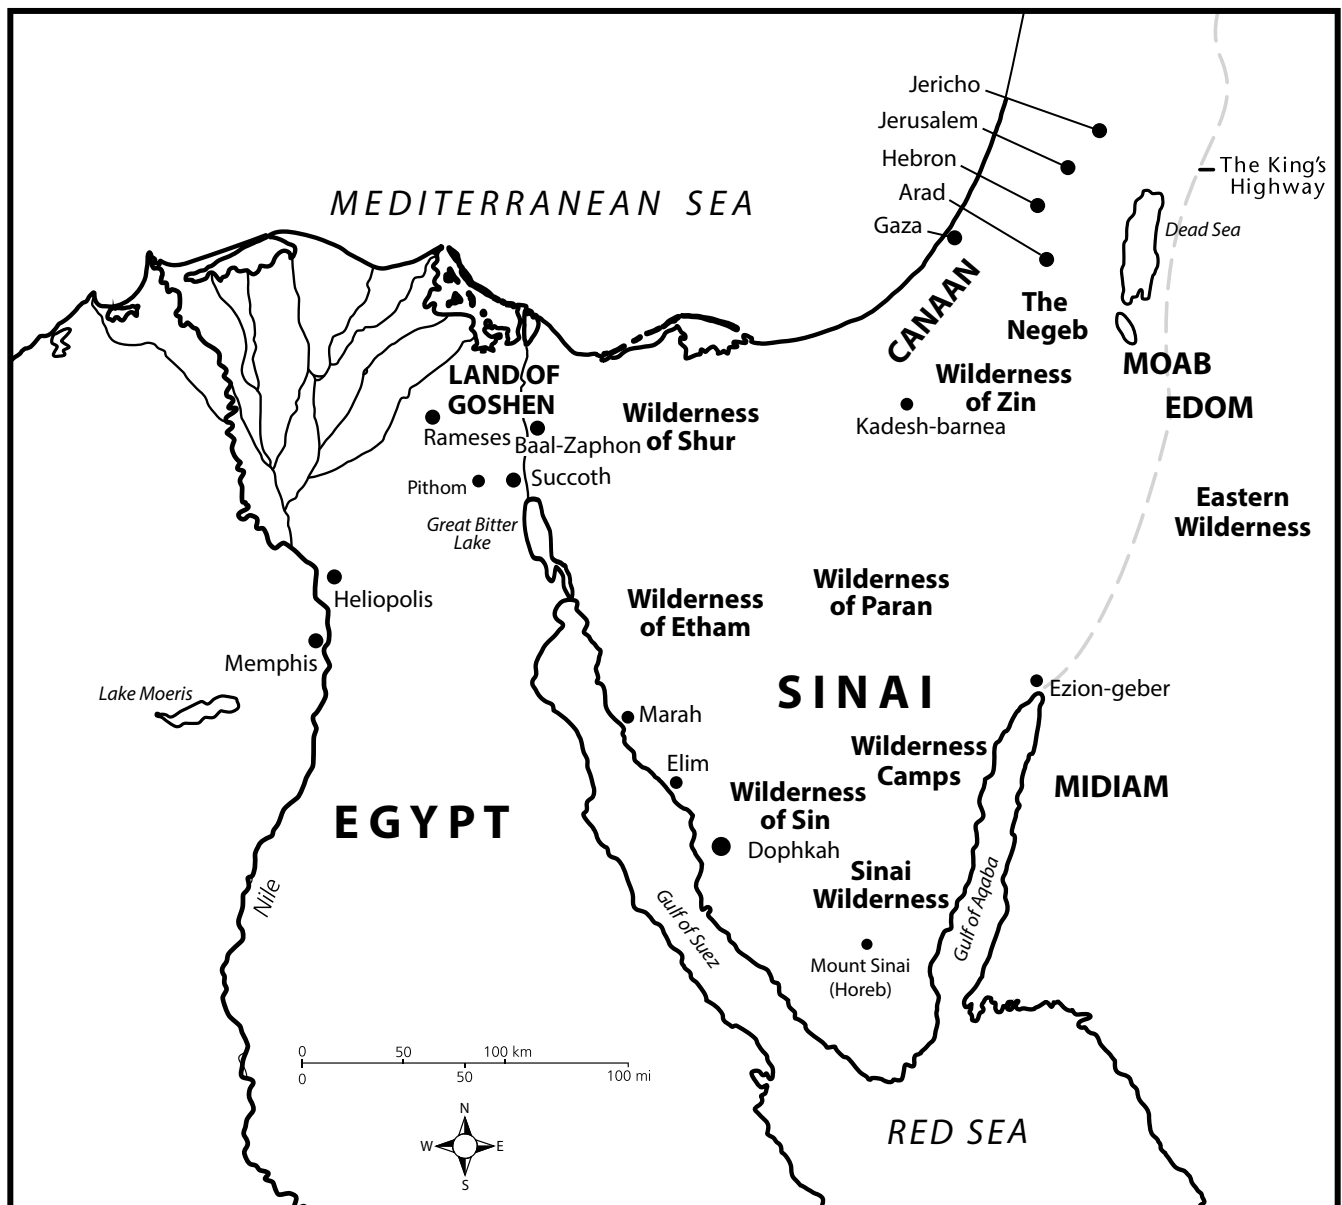 Jericho
Jerusalem
Hebron
Arad
Gaza
The King's
Highway
MEDITERRANEAN SEA
Dead Sea
CANAAN
The
Negeb
MOAB
LAND OF
GOSHEN
Wilderness
of Zin
EDOM
Wilderness
of Shur
Kadesh-barnea
Rameses
Baal-Zaphon
Pithom
Succoth
Eastern
Wilderness
Great Bitter
Lake
Heliopolis
Wilderness
of Etham
Wilderness
of Paran
Memphis
Lake Moeris
SINAI
Ezion-geber
Marah
Wilderness
Camps
Elim
MIDIAM
Wilderness
of Sin
EGYPT
Dophkah
Sinai
Wilderness
Nile
Gulf of Suez
Gulf of Aqaba
Mount Sinai
(Horeb)
0 50 100 km
0 50 100 mi
N
W E
S
RED SEA